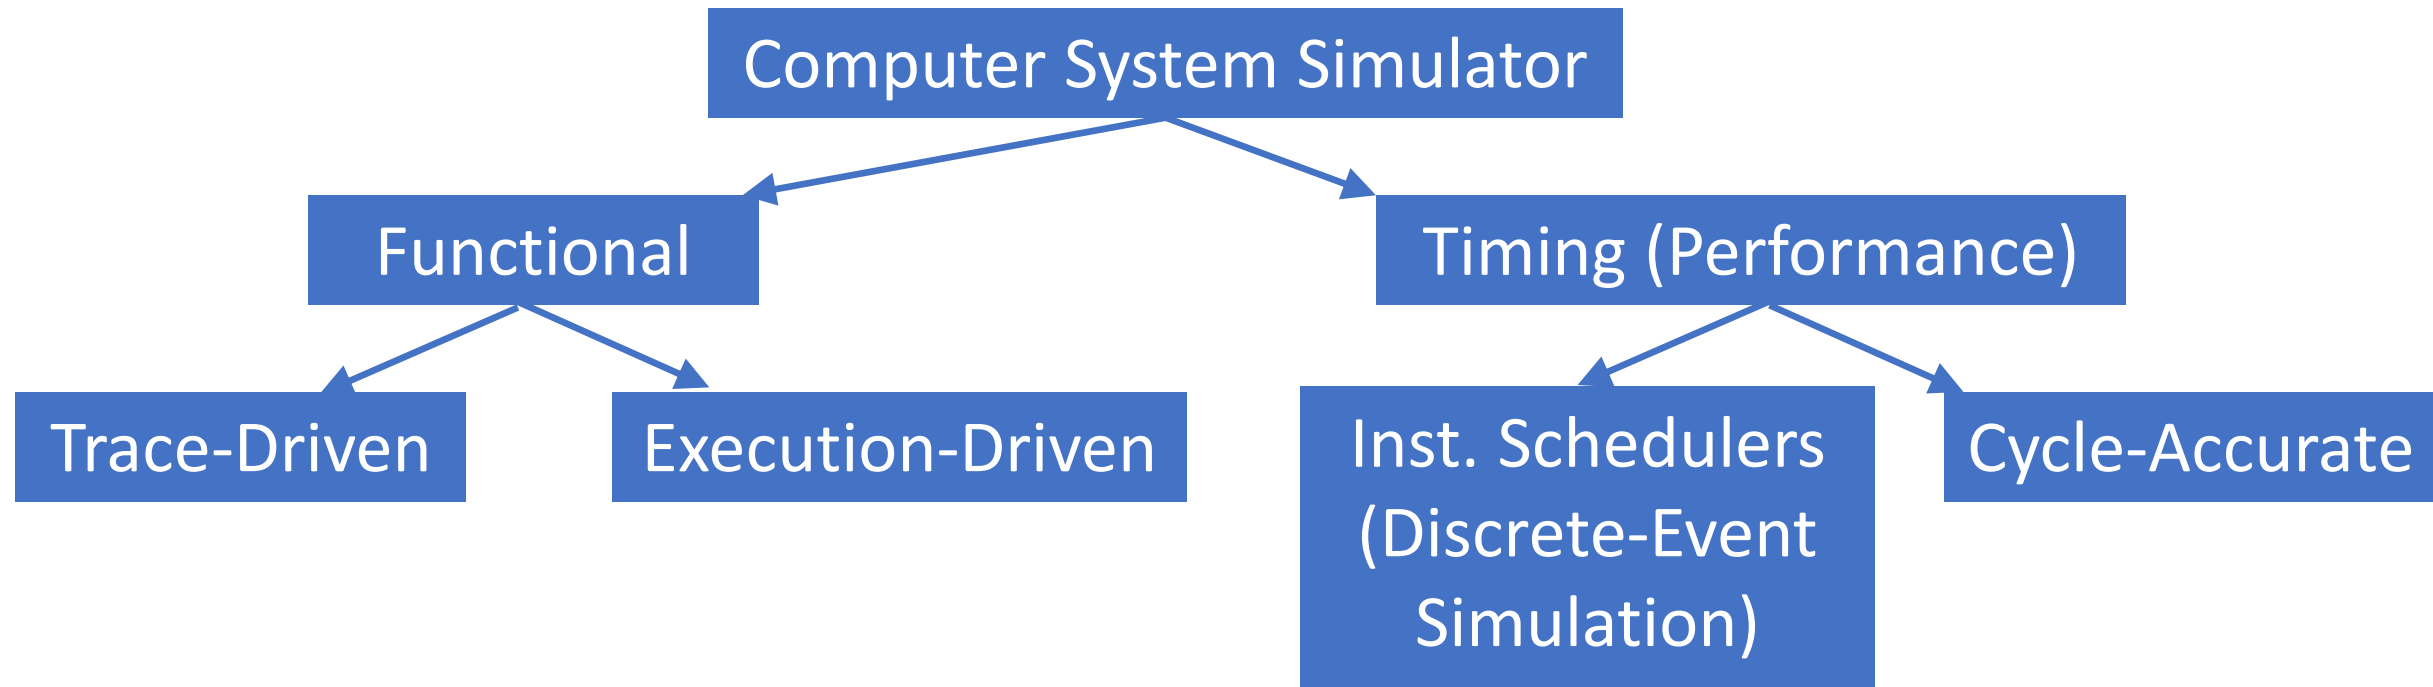 Computer System Simulator
Functional
Timing (Performance)
Trace-Driven
Execution-Driven
Inst. Schedulers
(Discrete-Event
Simulation)
Cycle-Accurate